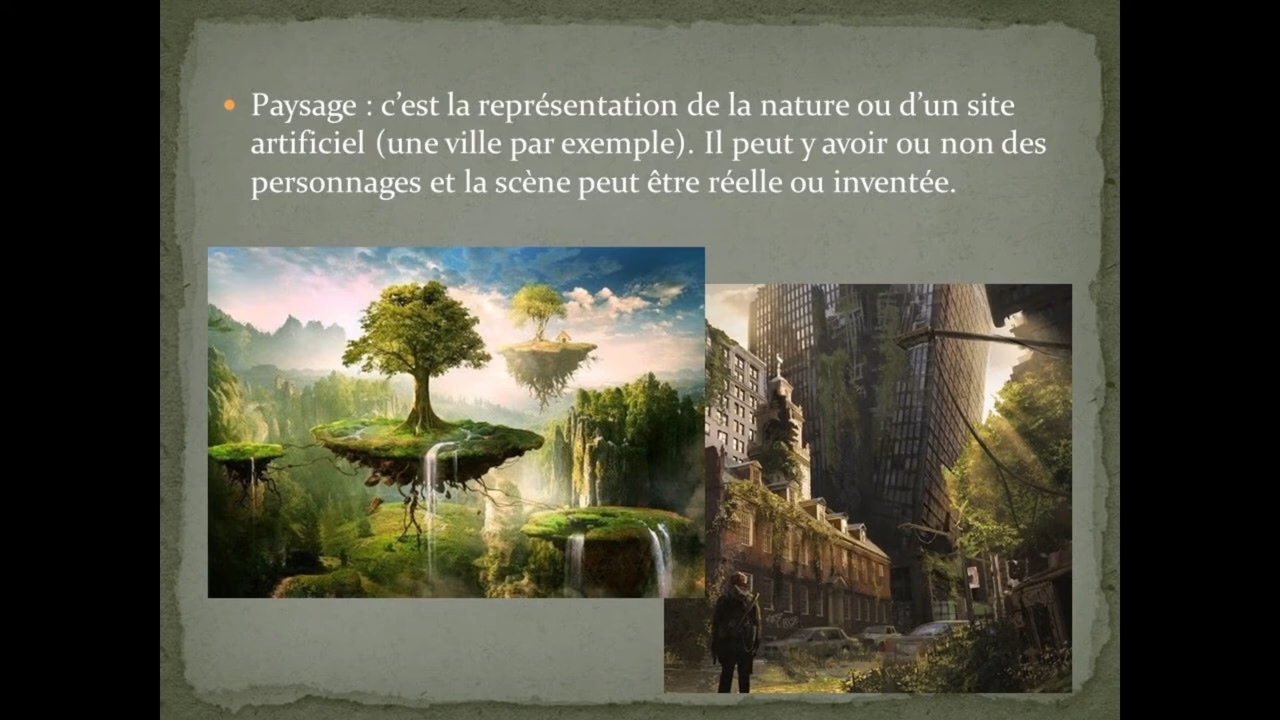 • Paysage : c’est la représentation de la nature ou d’un site
artificiel (une ville par exemple). Il peut y avoir ou non des
personnages et la scène peut être réelle ou inventée.